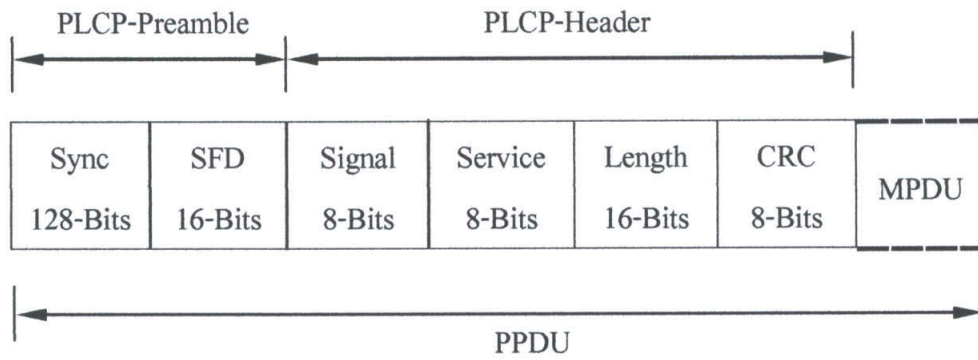 PLCP-Preamble PLCP-Header
Sync SFD Signal Service Length CRC MPDU
128-Bits 16-Bits 8-Bits 8-Bits 16-Bits 8-Bits
PPDU